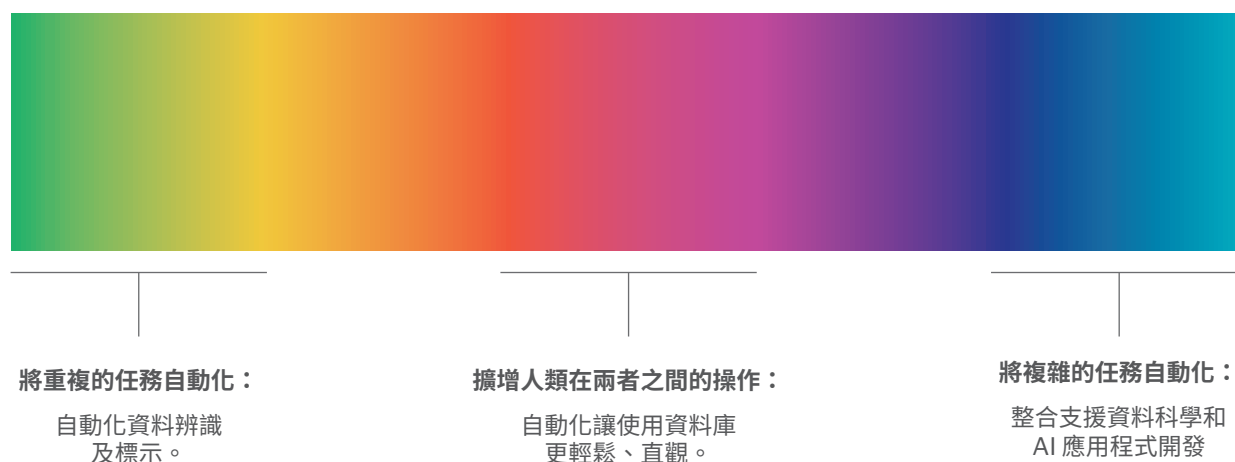 將重複的任務自動化：
自動化資料辨識
及標示。
擴增人類在兩者之間的操作：
自動化讓使用資料庫
更輕鬆、直觀。
將複雜的任務自動化：
整合支援資料科學和
AI 應用程式開發